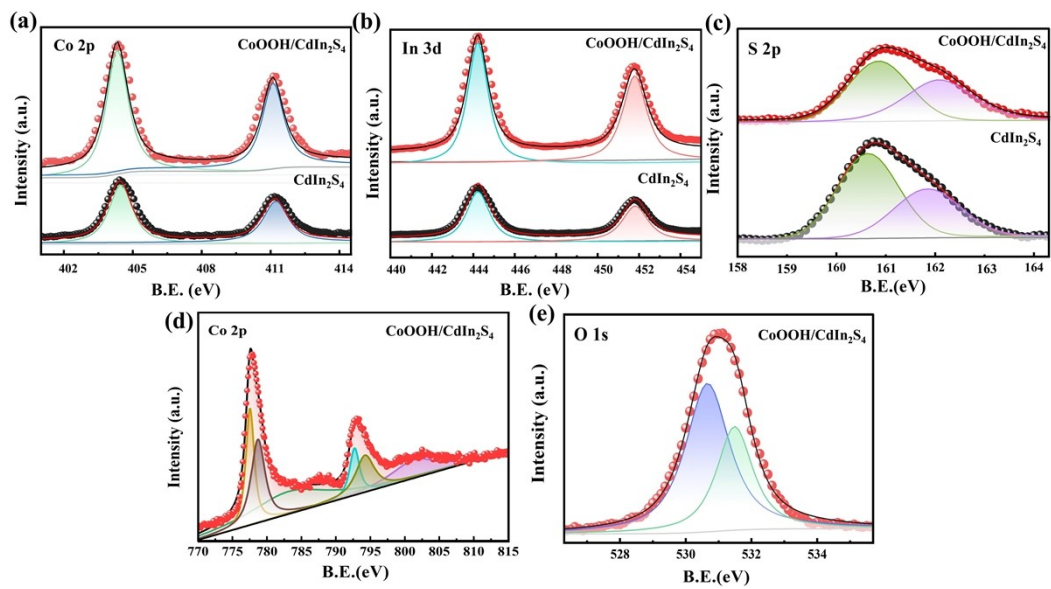 (a)
Co 2p
CoOOH/CdIn₂S₄
CdIn₂S₄
Intensity (a.u.)
402 405 408 411 414
B.E. (eV)
(b)
In 3d
CoOOH/CdIn₂S₄
CdIn₂S₄
Intensity (a.u.)
440 442 444 446 448 450 452 454
B.E. (eV)
(c)
S 2p
CoOOH/CdIn₂S₄
CdIn₂S₄
Intensity (a.u.)
158 159 160 161 162 163 164
B.E.(eV)
(d)
Co 2p
CoOOH/CdIn₂S₄
Intensity (a.u.)
770 775 780 785 790 795 800 805 810 815
B.E.(eV)
(e)
O 1s
CoOOH/CdIn₂S₄
Intensity (a.u.)
528 530 532 534
B.E.(eV)